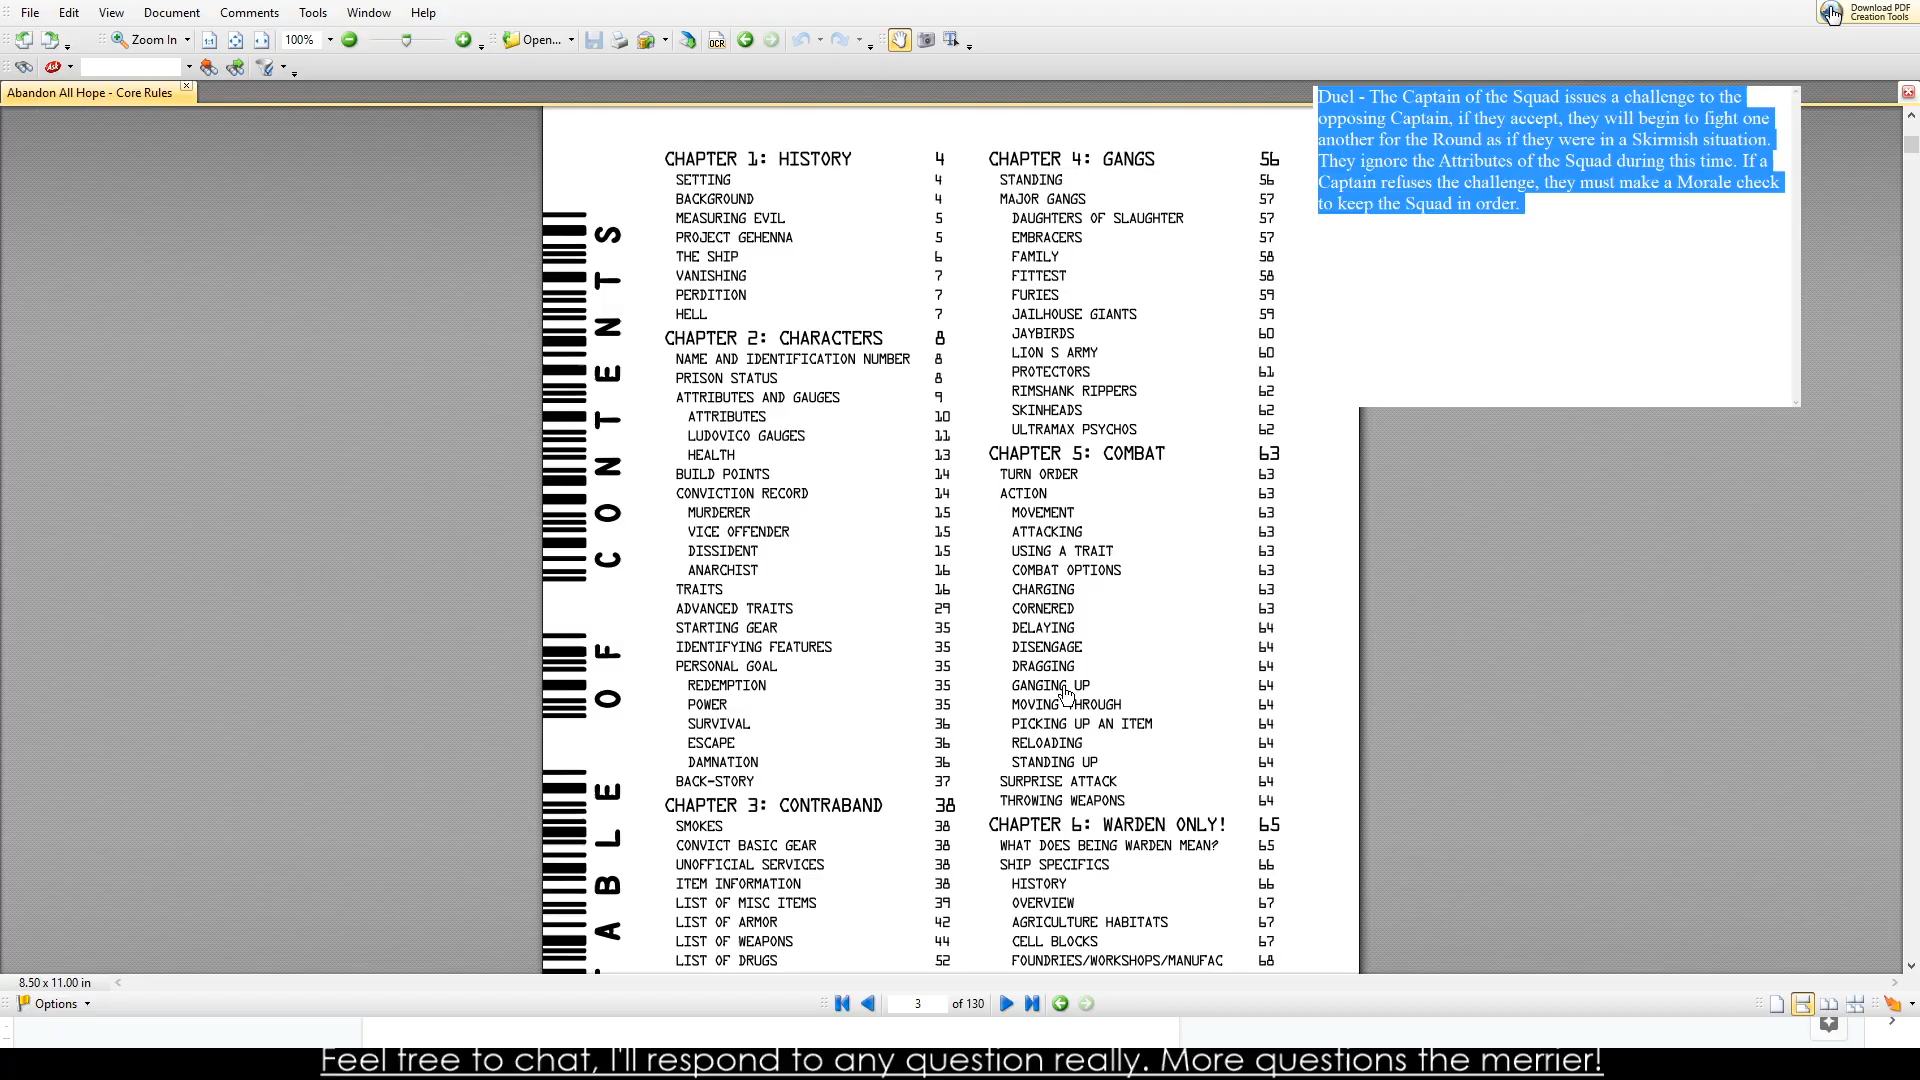 File Edit View Document Comments Tools Window Help
Download PDF
Creation Tools
Zoom In 100% Open... OCR
Ask
Abandon All Hope - Core Rules
Duel - The Captain of the Squad issues a challenge to the
opposing Captain, if they accept, they will begin to fight one
another for the Round as if they were in a Skirmish situation.
They ignore the Attributes of the Squad during this time. If a
Captain refuses the challenge, they must make a Morale check
to keep the Squad in order.
TABLE OF CONTENTS
CHAPTER 1: HISTORY 4
SETTING 4
BACKGROUND 4
MEASURING EVIL 5
PROJECT GEHENNA 5
THE SHIP 6
VANISHING 7
PERDITION 7
HELL 7
CHAPTER 2: CHARACTERS 8
NAME AND IDENTIFICATION NUMBER 8
PRISON STATUS 8
ATTRIBUTES AND GAUGES 9
ATTRIBUTES 10
LUDOVICO GAUGES 11
HEALTH 13
BUILD POINTS 14
CONVICTION RECORD 14
MURDERER 15
VICE OFFENDER 15
DISSIDENT 15
ANARCHIST 16
TRAITS 16
ADVANCED TRAITS 29
STARTING GEAR 35
IDENTIFYING FEATURES 35
PERSONAL GOAL 35
REDEMPTION 35
POWER 35
SURVIVAL 36
ESCAPE 36
DAMNATION 36
BACK-STORY 37
CHAPTER 3: CONTRABAND 38
SMOKES 38
CONVICT BASIC GEAR 38
UNOFFICIAL SERVICES 38
ITEM INFORMATION 38
LIST OF MISC ITEMS 39
LIST OF ARMOR 42
LIST OF WEAPONS 44
LIST OF DRUGS 52
CHAPTER 4: GANGS 56
STANDING 56
MAJOR GANGS 57
DAUGHTERS OF SLAUGHTER 57
EMBRACERS 57
FAMILY 58
FITTEST 58
FURIES 59
JAILHOUSE GIANTS 59
JAYBIRDS 60
LION S ARMY 60
PROTECTORS 61
RIMSHANK RIPPERS 62
SKINHEADS 62
ULTRAMAX PSYCHOS 62
CHAPTER 5: COMBAT 63
TURN ORDER 63
ACTION 63
MOVEMENT 63
ATTACKING 63
USING A TRAIT 63
COMBAT OPTIONS 63
CHARGING 63
CORNERED 63
DELAYING 64
DISENGAGE 64
DRAGGING 64
GANGING UP 64
MOVING THROUGH 64
PICKING UP AN ITEM 64
RELOADING 64
STANDING UP 64
SURPRISE ATTACK 64
THROWING WEAPONS 64
CHAPTER 6: WARDEN ONLY! 65
WHAT DOES BEING WARDEN MEAN? 65
SHIP SPECIFICS 66
HISTORY 66
OVERVIEW 67
AGRICULTURE HABITATS 67
CELL BLOCKS 67
FOUNDRIES/WORKSHOPS/MANUFAC 68
8.50 x 11.00 in
Options 3 of 130
Feel free to chat, I'll respond to any question really. More questions the merrier!